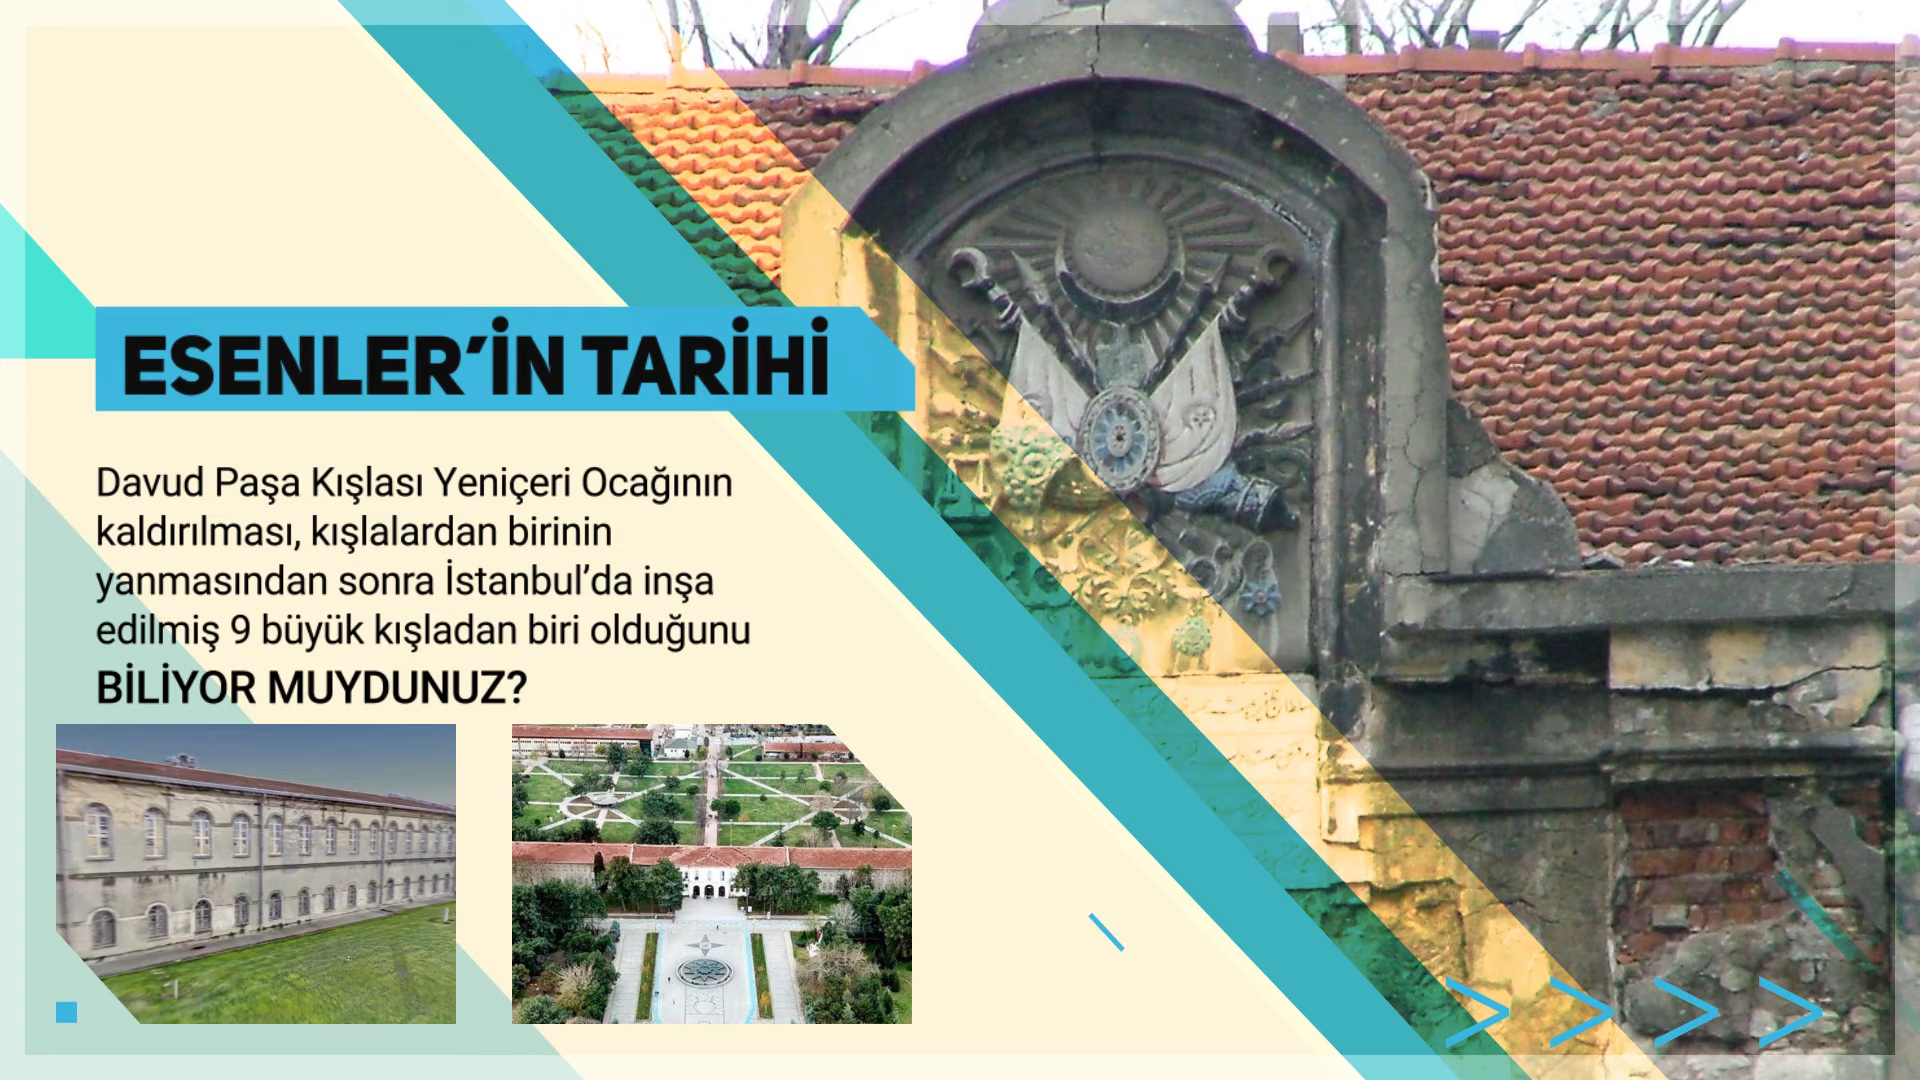 ESENLER’İN TARİHİ
Davud Paşa Kışlası Yeniçeri Ocağının
kaldırılması, kışlalardan birinin
yanmasından sonra İstanbul’da inşa
edilmiş 9 büyük kışladan biri olduğunu
BİLİYOR MUYDUNUZ?